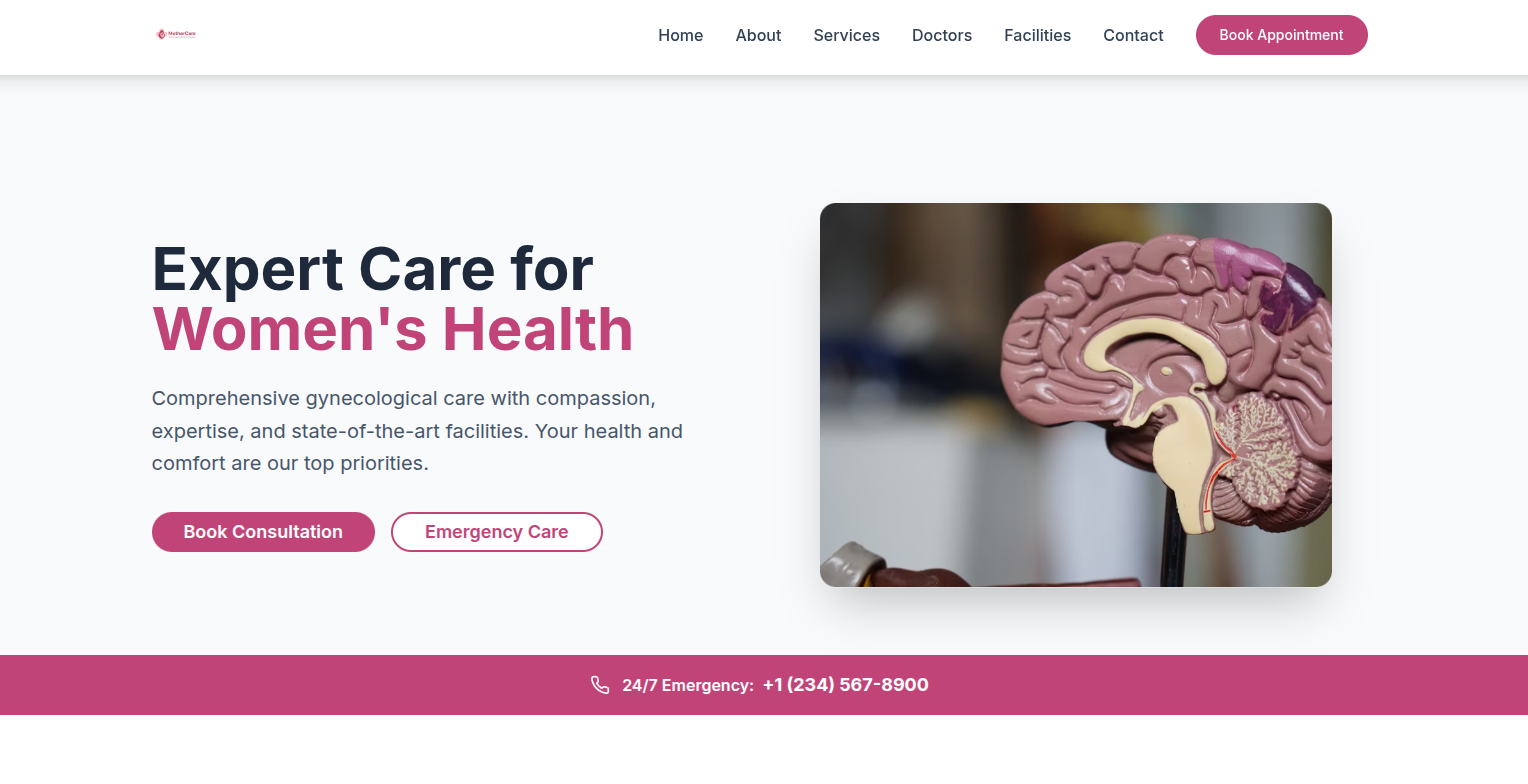 MotherCare
Home About Services Doctors Facilities Contact Book Appointment
Expert Care for
Women's Health
Comprehensive gynecological care with compassion,
expertise, and state-of-the-art facilities. Your health and
comfort are our top priorities.
Book Consultation Emergency Care
24/7 Emergency: +1 (234) 567-8900